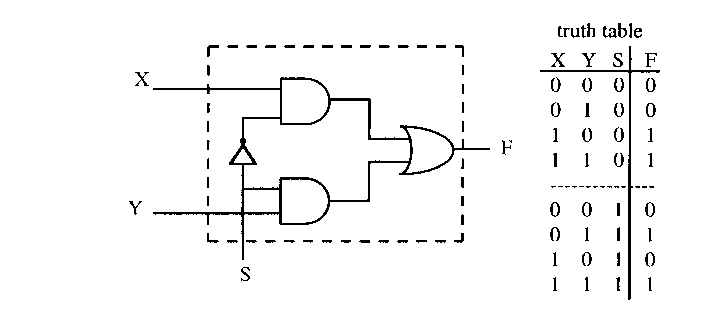 truth table
X Y S F
X
0 0 0 0
0 1 0 0
1 0 0 1
1 1 0 1
F
Y
0 0 1 0
0 1 1 1
1 0 1 0
S
1 1 1 1